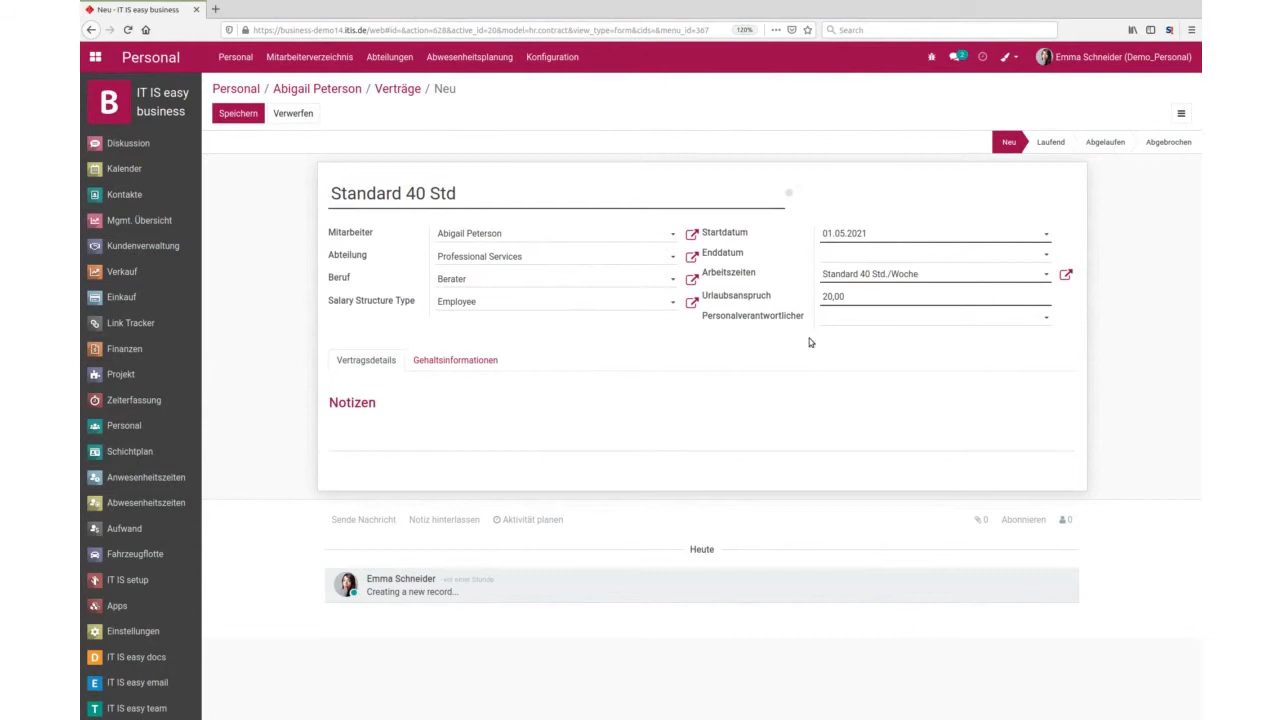 Neu - IT IS easy business
https://business-demo14.itis.de/web#id=&action=628&active_id=20&model=hr.contract&view_type=form&cids=&menu_id=367
120%
Search
Personal
Personal Mitarbeiterverzeichnis Abteilungen Abwesenheitsplanung Konfiguration
2
Emma Schneider (Demo_Personal)
B
IT IS easy
business
Personal / Abigail Peterson / Verträge / Neu
Speichern Verwerfen
Neu Laufend Abgelaufen Abgebrochen
Diskussion
Kalender
Kontakte
Mgmt. Übersicht
Kundenverwaltung
Verkauf
Einkauf
Link Tracker
Finanzen
Projekt
Zeiterfassung
Personal
Schichtplan
Anwesenheitszeiten
Abwesenheitszeiten
Aufwand
Fahrzeugflotte
IT IS setup
Apps
Einstellungen
D IT IS easy docs
E IT IS easy email
T IT IS easy team
Standard 40 Std
Mitarbeiter Abigail Peterson
Abteilung Professional Services
Beruf Berater
Salary Structure Type Employee
Startdatum 01.05.2021
Enddatum
Arbeitszeiten Standard 40 Std./Woche
Urlaubsanspruch 20,00
Personalverantwortlicher
Vertragsdetails Gehaltsinformationen
Notizen
Sende Nachricht Notiz hinterlassen Aktivität planen
0 Abonnieren 0
Heute
Emma Schneider - vor einer Stunde
Creating a new record...